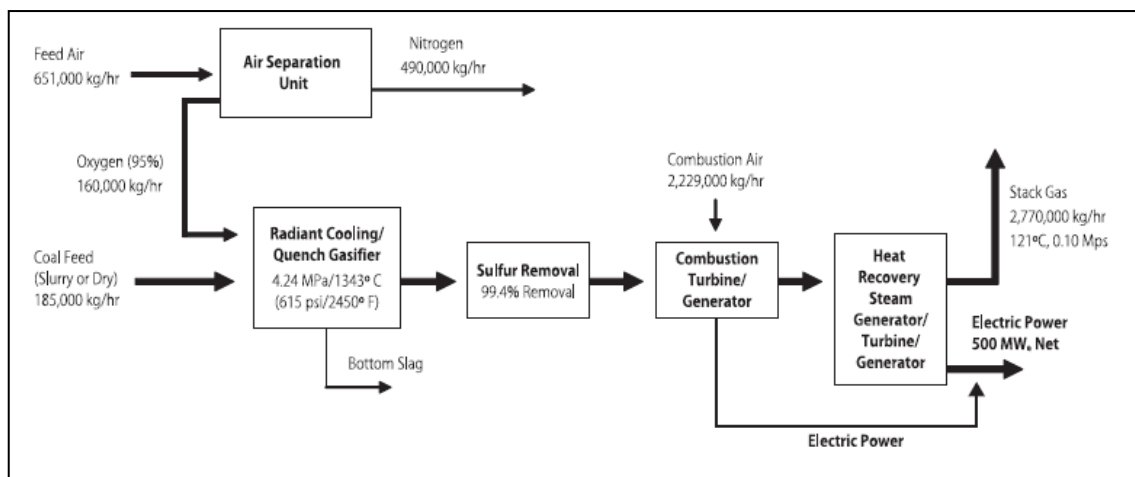 Feed Air
651,000 kg/hr
Air Separation
Unit
Nitrogen
490,000 kg/hr
Oxygen (95%)
160,000 kg/hr
Combustion Air
2,229,000 kg/hr
Stack Gas
2,770,000 kg/hr
121ºC, 0.10 Mps
Coal Feed
(Slurry or Dry)
185,000 kg/hr
Radiant Cooling/
Quench Gasifier
4.24 MPa/1343º C
(615 psi/2450º F)
Sulfur Removal
99.4% Removal
Combustion
Turbine/
Generator
Heat
Recovery
Steam
Generator/
Turbine/
Generator
Electric Power
500 MWe Net
Bottom Slag
Electric Power